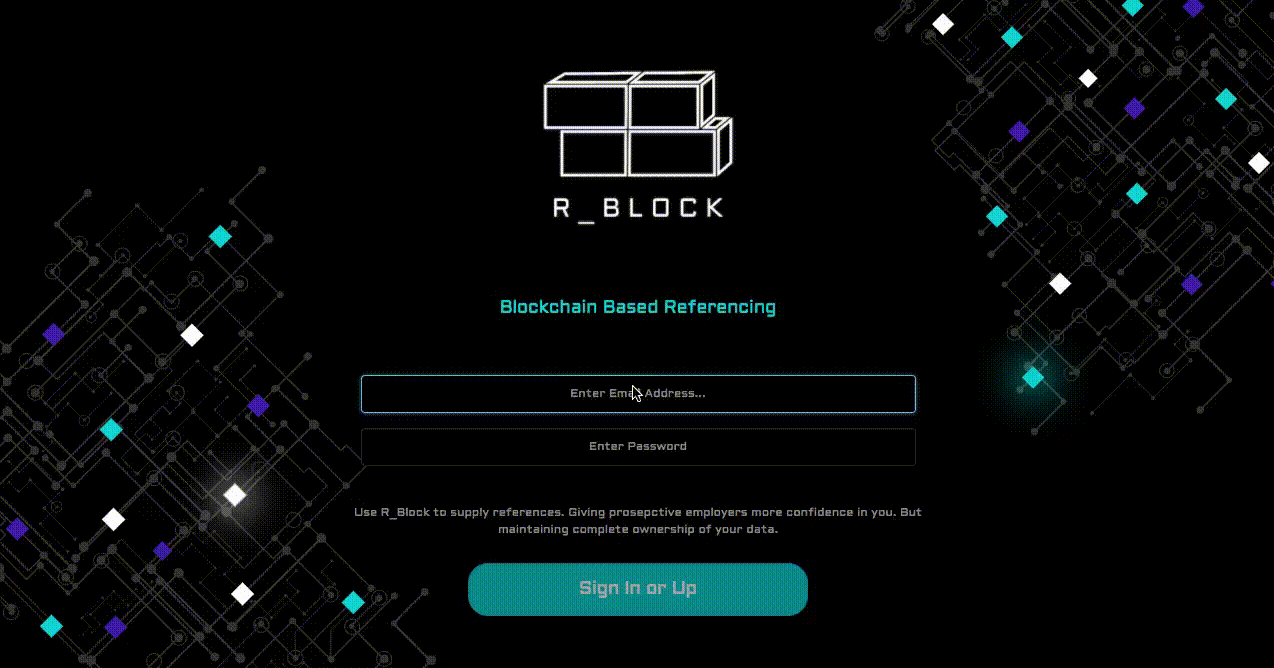 R_BLOCK
Blockchain Based Referencing
Enter Email Address...
Enter Password
Use R_Block to supply references. Giving prosepctive employers more confidence in you. But
maintaining complete ownership of your data.
Sign In or Up